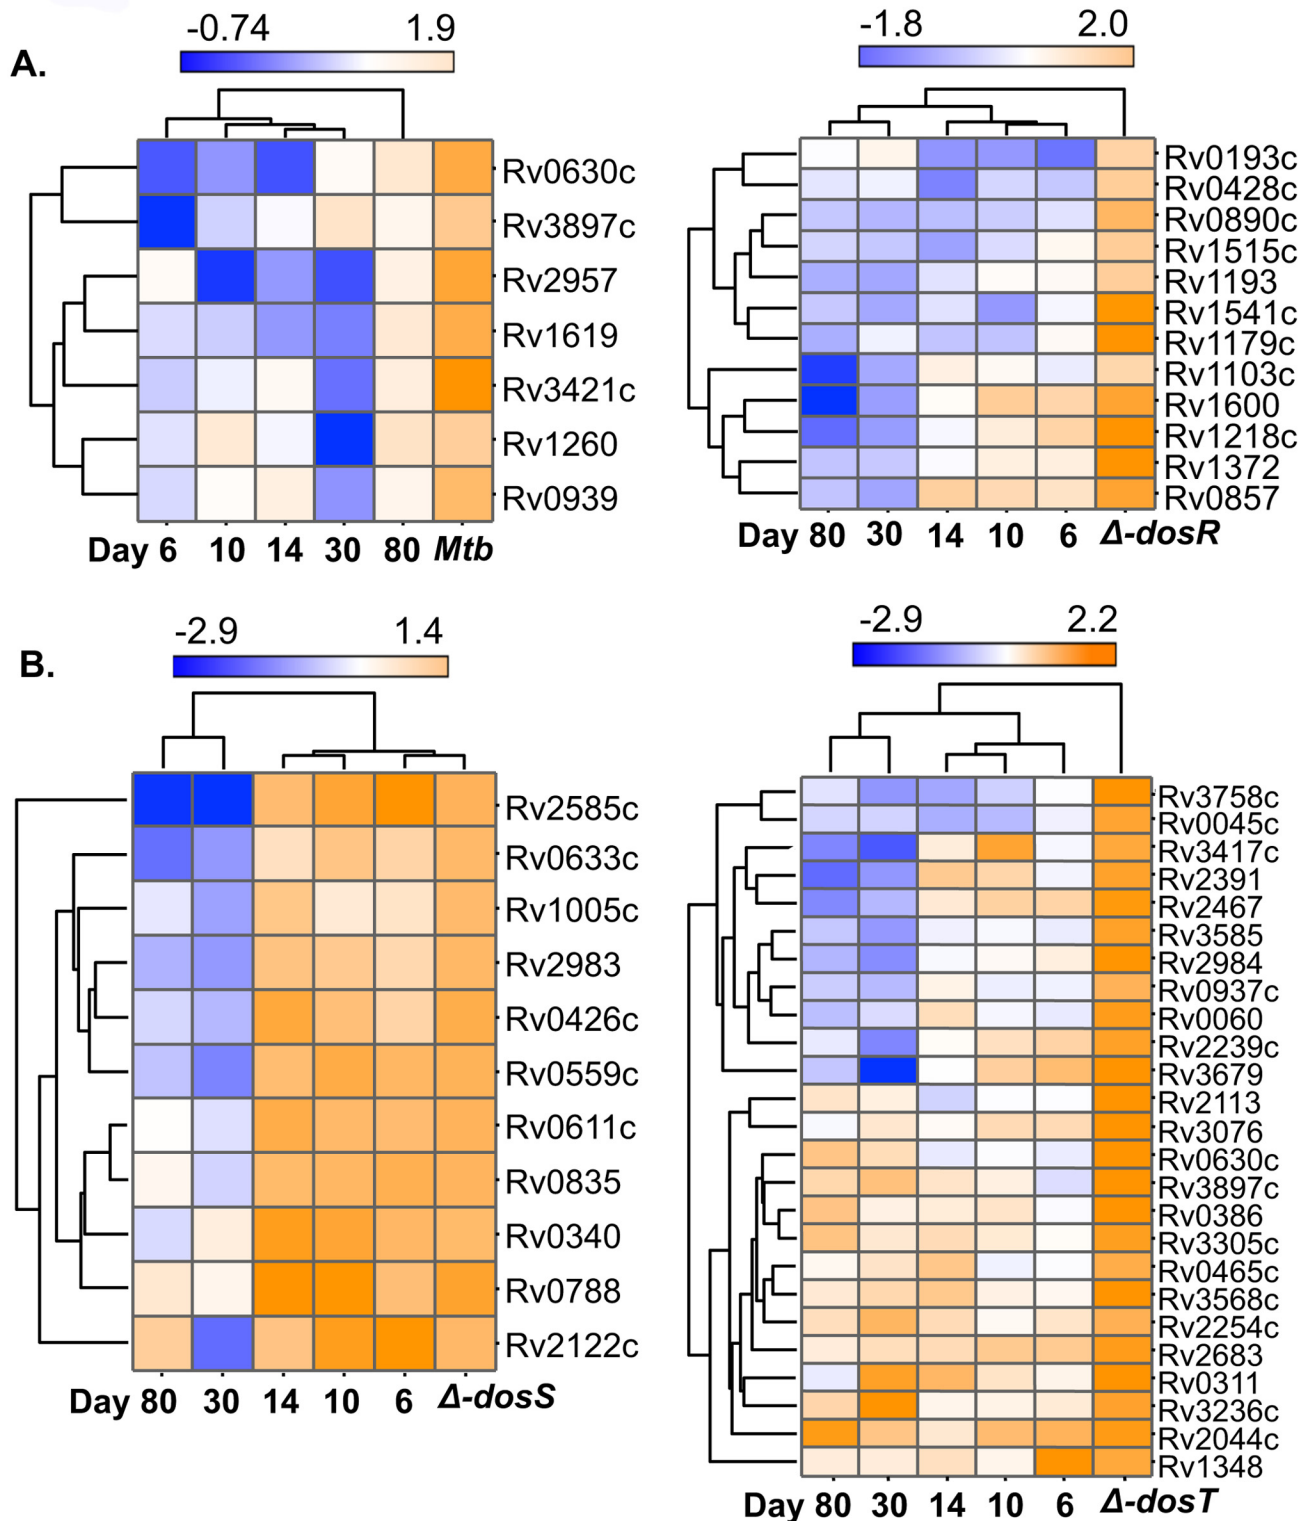 A.
-0.74 1.9
Rv0630c
Rv3897c
Rv2957
Rv1619
Rv3421c
Rv1260
Rv0939
Day 6 10 14 30 80 Mtb
-1.8 2.0
Rv0193c
Rv0428c
Rv0890c
Rv1515c
Rv1193
Rv1541c
Rv1179c
Rv1103c
Rv1600
Rv1218c
Rv1372
Rv0857
Day 80 30 14 10 6 Δ-dosR
B.
-2.9 1.4
Rv2585c
Rv0633c
Rv1005c
Rv2983
Rv0426c
Rv0559c
Rv0611c
Rv0835
Rv0340
Rv0788
Rv2122c
Day 80 30 14 10 6 Δ-dosS
-2.9 2.2
Rv3758c
Rv0045c
Rv3417c
Rv2391
Rv2467
Rv3585
Rv2984
Rv0937c
Rv0060
Rv2239c
Rv3679
Rv2113
Rv3076
Rv0630c
Rv3897c
Rv0386
Rv3305c
Rv0465c
Rv3568c
Rv2254c
Rv2683
Rv0311
Rv3236c
Rv2044c
Rv1348
Day 80 30 14 10 6 Δ-dosT